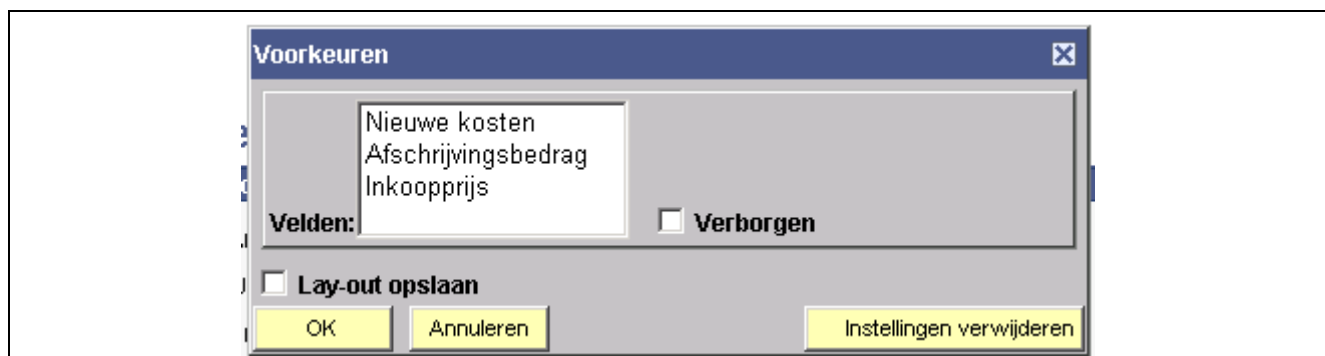 Voorkeuren
Nieuwe kosten
Afschrijvingsbedrag
Inkoopprijs
Velden:
Verborgen
Lay-out opslaan
OK
Annuleren
Instellingen verwijderen